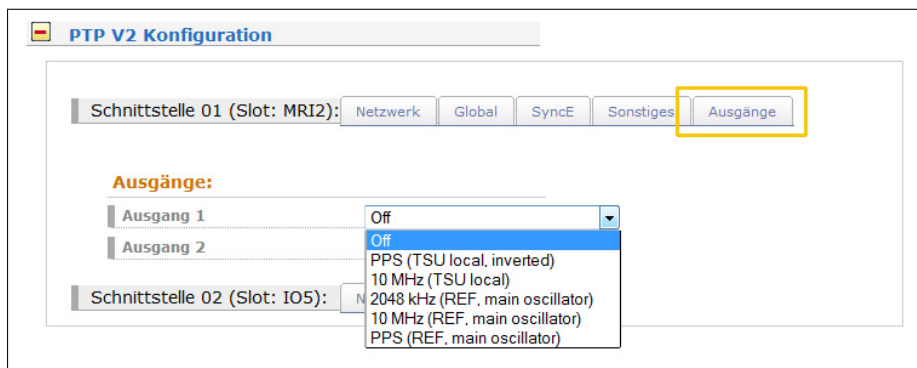 PTP V2 Konfiguration
Schnittstelle 01 (Slot: MRI2): Netzwerk Global SyncE Sonstiges Ausgänge
Ausgänge:
Ausgang 1 Off
Ausgang 2
Off
PPS (TSU local, inverted)
10 MHz (TSU local)
2048 kHz (REF, main oscillator)
10 MHz (REF, main oscillator)
PPS (REF, main oscillator)
Schnittstelle 02 (Slot: IO5):